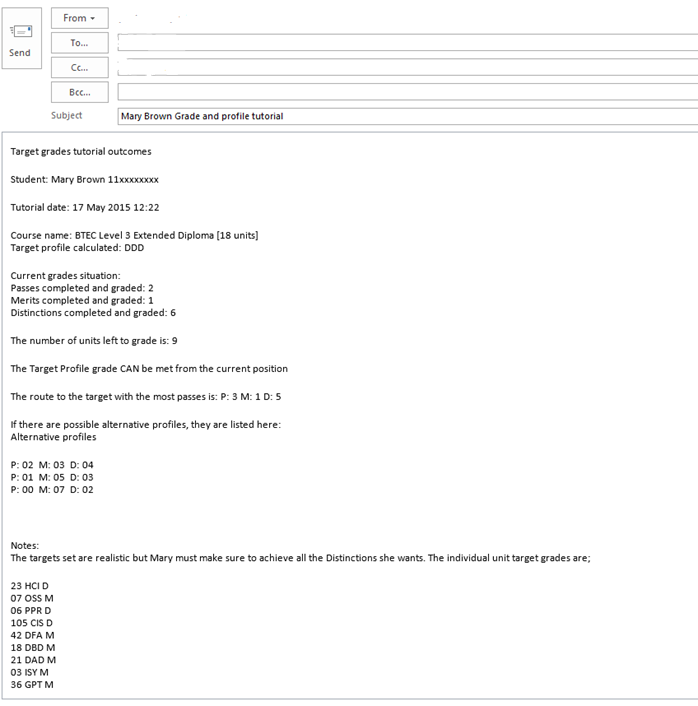 From
Send
To...
Cc...
Bcc...
Subject
Mary Brown Grade and profile tutorial
Target grades tutorial outcomes
Student: Mary Brown 11xxxxxxxx
Tutorial date: 17 May 2015 12:22
Course name: BTEC Level 3 Extended Diploma [18 units]
Target profile calculated: DDD
Current grades situation:
Passes completed and graded: 2
Merits completed and graded: 1
Distinctions completed and graded: 6
The number of units left to grade is: 9
The Target Profile grade CAN be met from the current position
The route to the target with the most passes is: P: 3 M: 1 D: 5
If there are possible alternative profiles, they are listed here:
Alternative profiles
P: 02 M: 03 D: 04
P: 01 M: 05 D: 03
P: 00 M: 07 D: 02
Notes:
The targets set are realistic but Mary must make sure to achieve all the Distinctions she wants. The individual unit target grades are;
23 HCI D
07 OSS M
06 PPR D
105 CIS D
42 DFA M
18 DBD M
21 DAD M
03 ISY M
36 GPT M